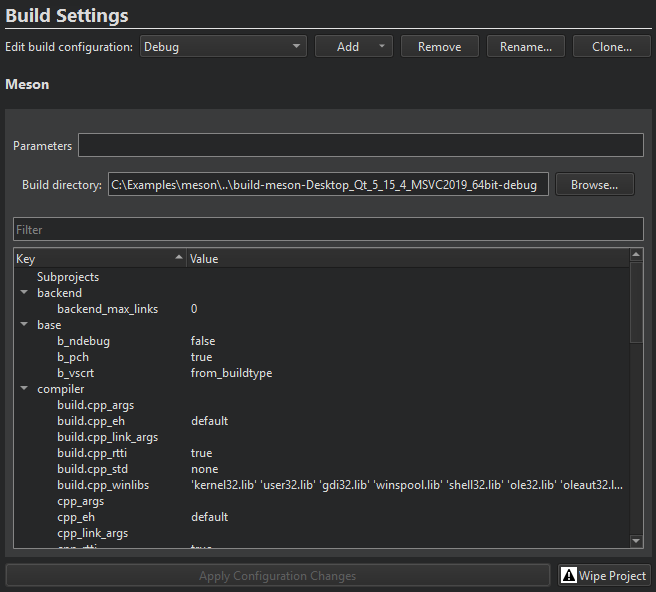 Build Settings
Edit build configuration: Debug Add Remove Rename... Clone...
Meson
Parameters
Build directory: C:\Examples\meson\..\build-meson-Desktop_Qt_5_15_4_MSVC2019_64bit-debug Browse...
Filter
Key Value
Subprojects
backend
backend_max_links 0
base
b_ndebug false
b_pch true
b_vscrt from_buildtype
compiler
build.cpp_args
build.cpp_eh default
build.cpp_link_args
build.cpp_rtti true
build.cpp_std none
build.cpp_winlibs 'kernel32.lib' 'user32.lib' 'gdi32.lib' 'winspool.lib' 'shell32.lib' 'ole32.lib' 'oleaut32.l...
cpp_args
cpp_eh default
cpp_link_args
cpp_rtti true
Apply Configuration Changes Wipe Project